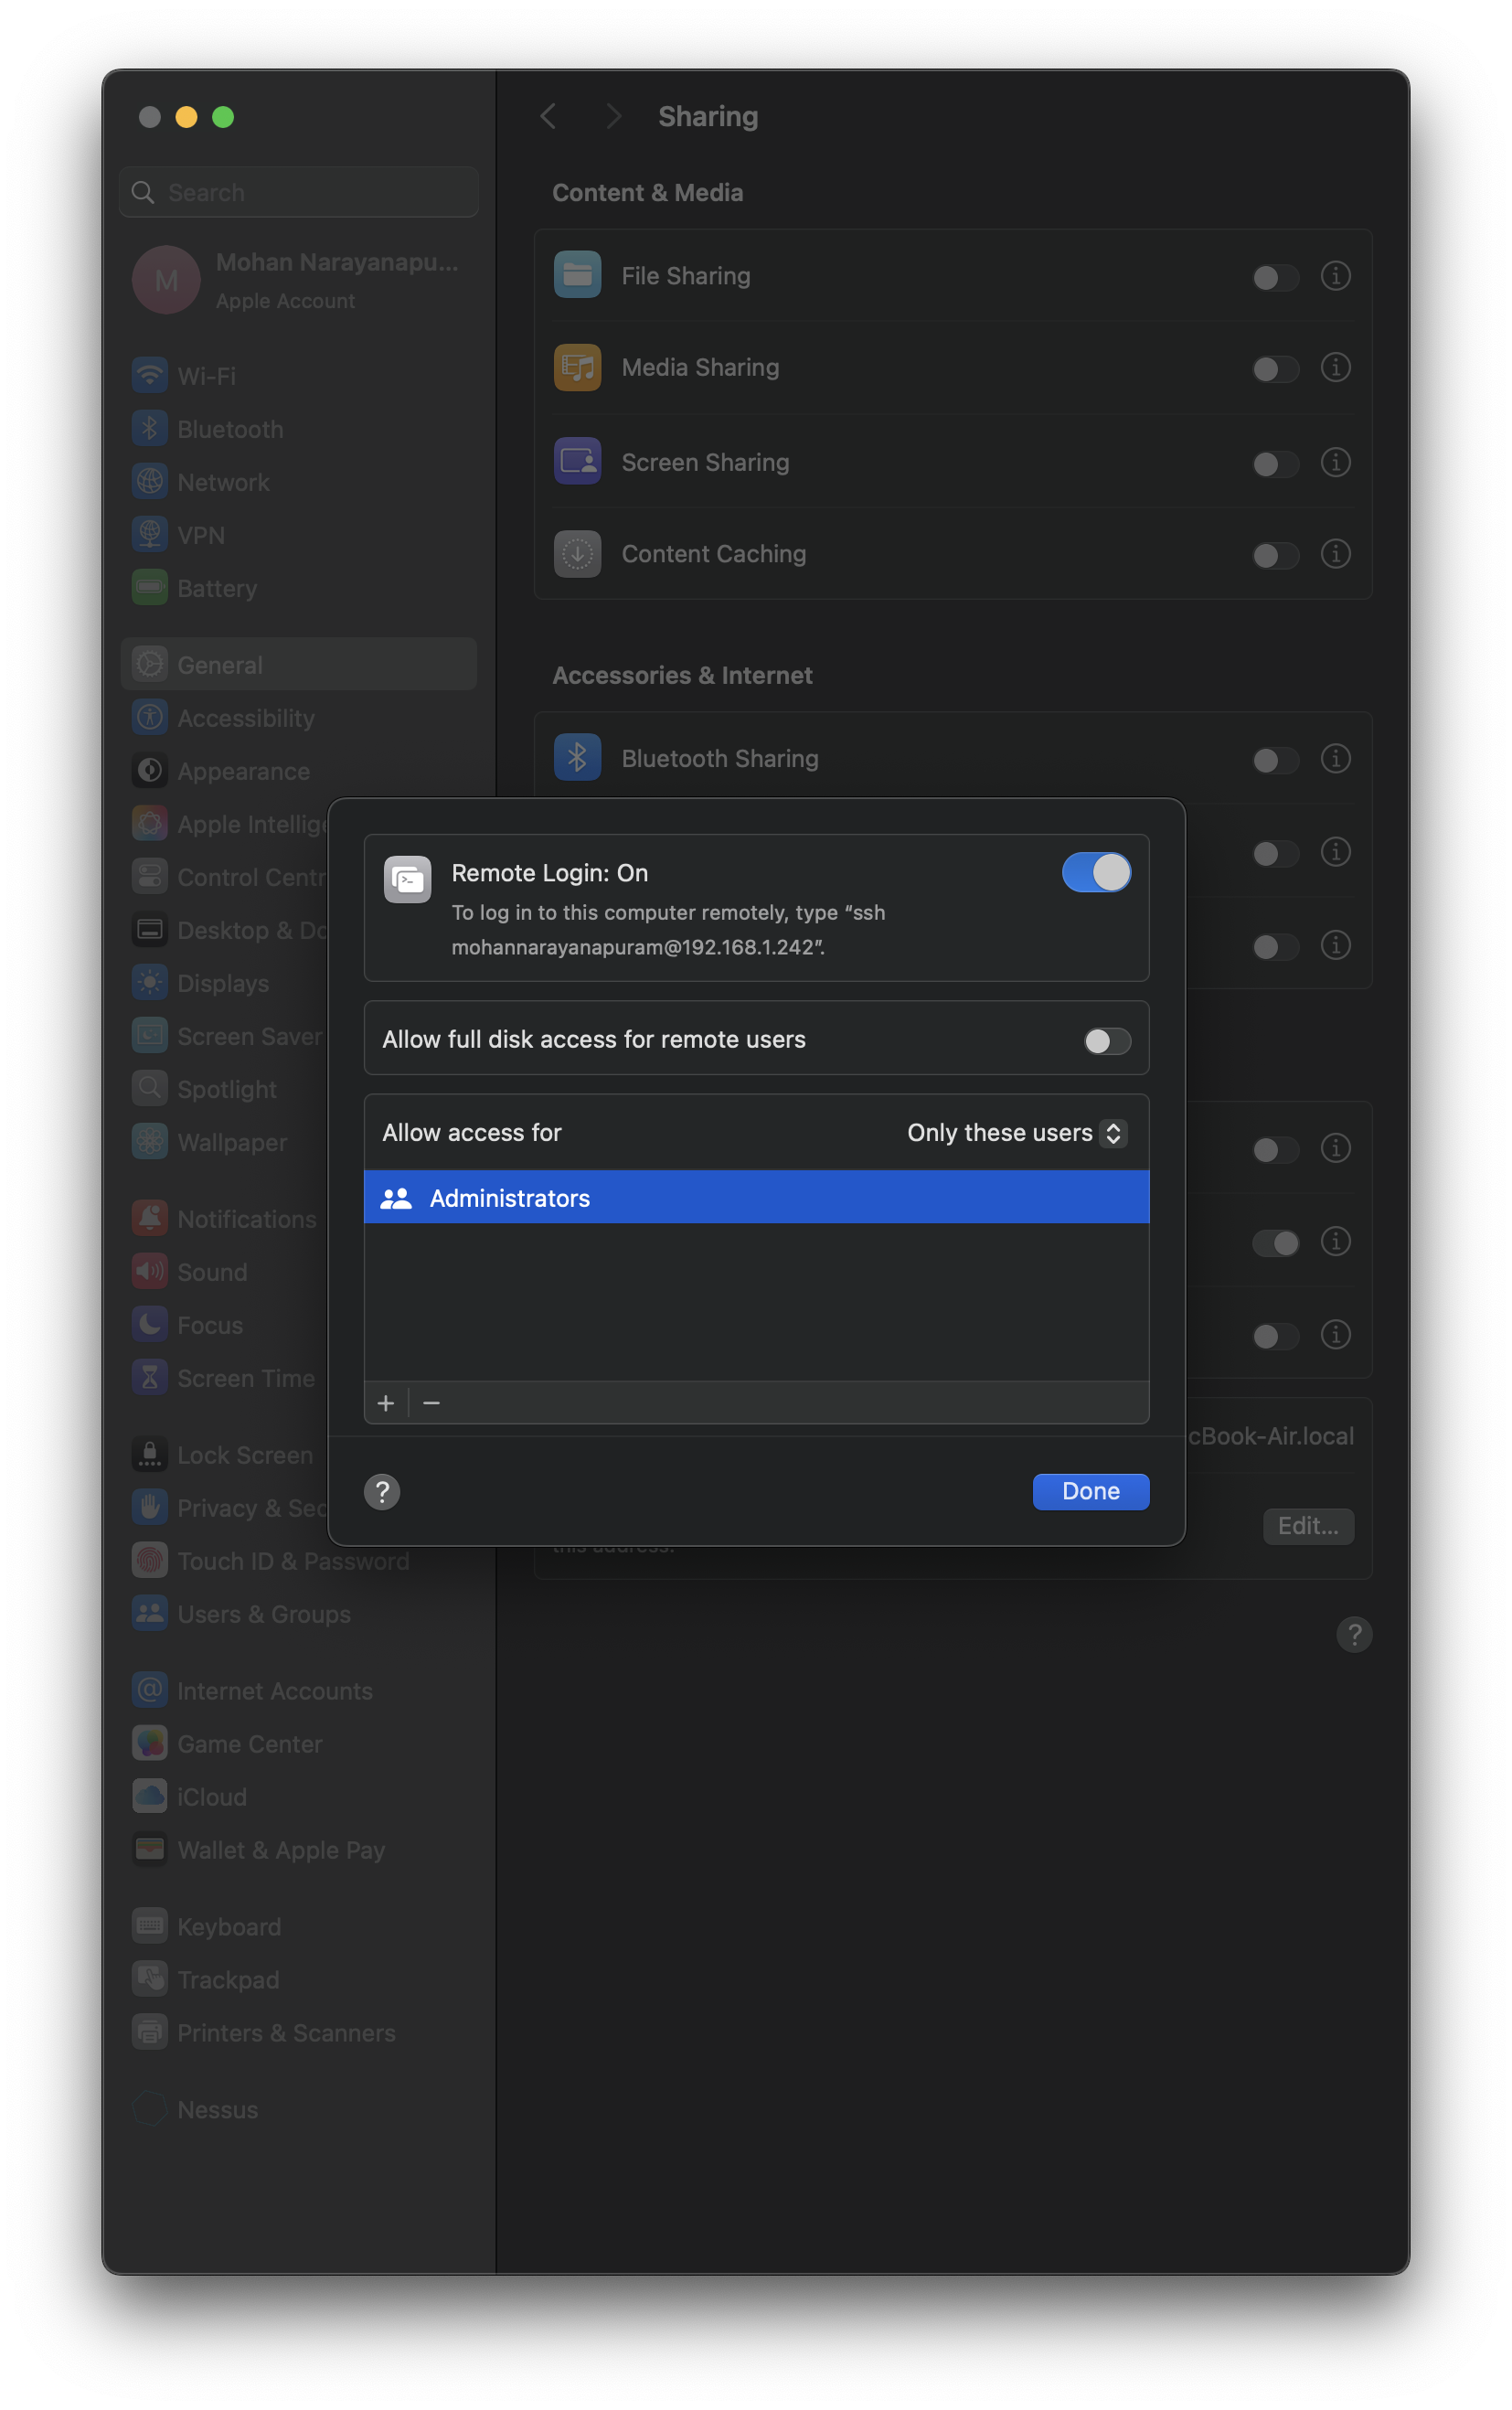 Search
M
Mohan Narayanapu...
Apple Account
Wi-Fi
Bluetooth
Network
VPN
Battery
General
Accessibility
Appearance
Apple Intellige
Control Centr
Desktop & Do
Displays
Screen Saver
Spotlight
Wallpaper
Notifications
Sound
Focus
Screen Time
Lock Screen
Privacy & Sec
Touch ID & Password
Users & Groups
Internet Accounts
Game Center
iCloud
Wallet & Apple Pay
Keyboard
Trackpad
Printers & Scanners
Nessus
Sharing
Content & Media
File Sharing
Media Sharing
Screen Sharing
Content Caching
Accessories & Internet
Bluetooth Sharing
Remote Login: On
To log in to this computer remotely, type “ssh
mohannarayanapuram@192.168.1.242”.
Allow full disk access for remote users
Allow access for
Only these users
Administrators
+ −
?
Done
cBook-Air.local
Edit...
this address.
?